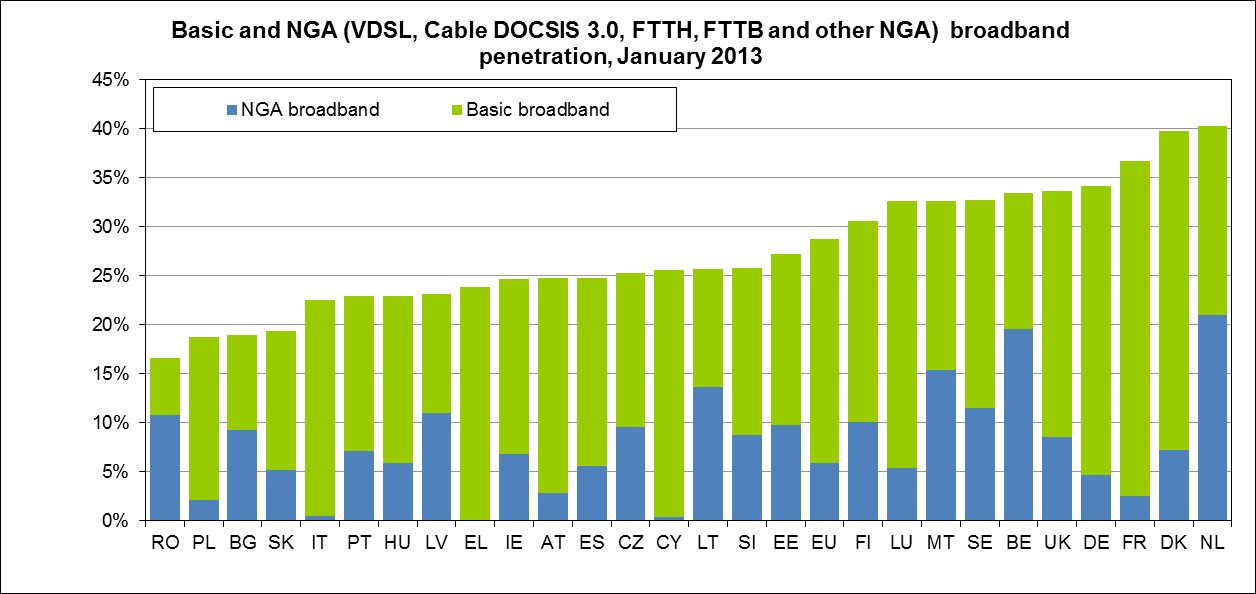 Basic and NGA (VDSL, Cable DOCSIS 3.0, FTTH, FTTB and other NGA) broadband
penetration, January 2013
45%
NGA broadband Basic broadband
40%
35%
30%
25%
20%
15%
10%
5%
0%
RO PL BG SK IT PT HU LV EL IE AT ES CZ CY LT SI EE EU FI LU MT SE BE UK DE FR DK NL